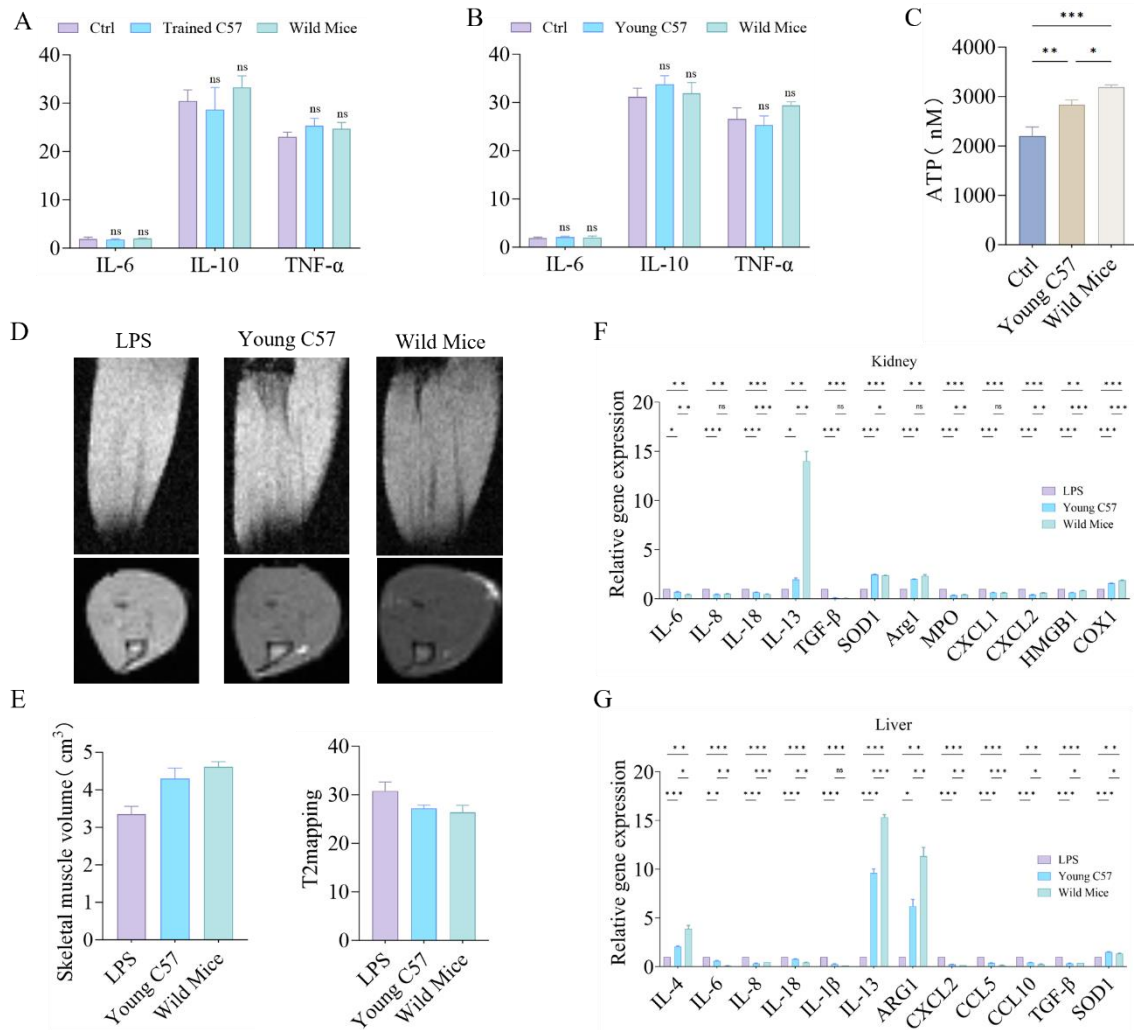 A
Ctrl Trained C57 Wild Mice
40
30
20
10
0
ns ns ns ns ns ns
IL-6 IL-10 TNF-α
B
Ctrl Young C57 Wild Mice
40
30
20
10
0
ns ns ns ns ns ns
IL-6 IL-10 TNF-α
C
ATP( nM)
4000
3000
2000
1000
0
***
** *
Ctrl
Young C57
Wild Mice
D
LPS Young C57 Wild Mice
E
Skeletal muscle volume( cm³)
5
4
3
2
1
0
LPS
Young C57
Wild Mice
T2mapping
40
30
20
10
0
LPS
Young C57
Wild Mice
F
Kidney
Relative gene expression
20
15
10
5
0
** ** *** ** *** *** ** *** *** *** ** ***
** ns *** ** ns * ns ** ns ** *** ***
* *** *** * *** *** *** *** *** *** *** ***
LPS
Young C57
Wild Mice
IL-6
IL-8
IL-18
IL-13
TGF-β
SOD1
Arg1
MPO
CXCL1
CXCL2
HMGB1
COX1
G
Liver
Relative gene expression
20
15
10
5
0
** *** *** *** *** *** ** *** *** ** *** **
* ** ** ** ns *** ** ** *** * * *
*** ** *** *** *** *** * *** *** *** *** ***
LPS
Young C57
Wild Mice
IL-4
IL-6
IL-8
IL-18
IL-1β
IL-13
ARG1
CXCL2
CCL5
CCL10
TGF-β
SOD1